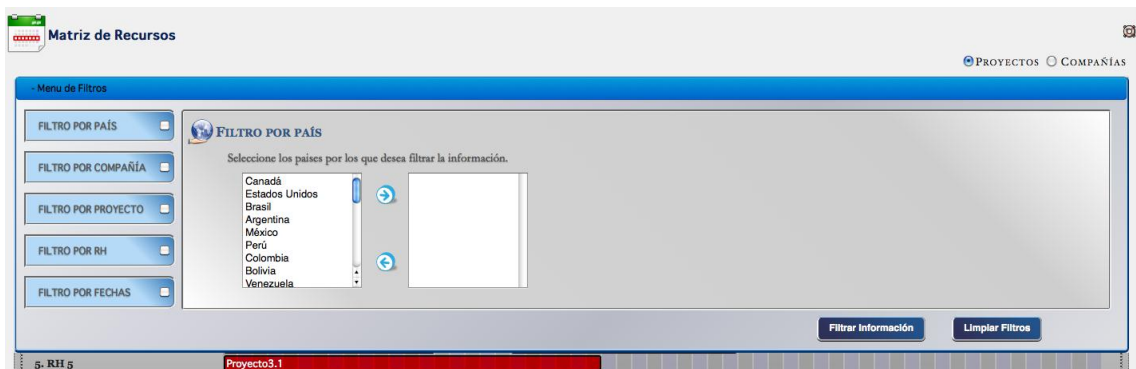 Matriz de Recursos
PROYECTOS COMPAÑÍAS
- Menu de Filtros
FILTRO POR PAÍS
FILTRO POR COMPAÑÍA
FILTRO POR PROYECTO
FILTRO POR RH
FILTRO POR FECHAS
FILTRO POR PAÍS
Seleccione los paises por los que desea filtrar la información.
Canadá
Estados Unidos
Brasil
Argentina
México
Perú
Colombia
Bolivia
Venezuela
Filtrar Información
Limpiar Filtros
5. RH 5
Proyecto3.1